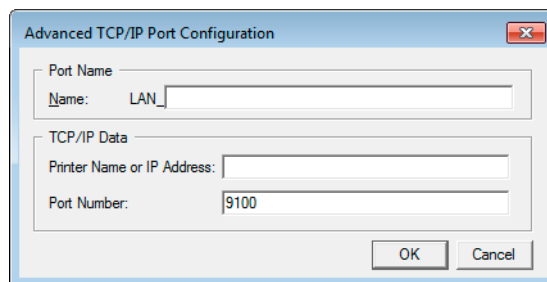 Advanced TCP/IP Port Configuration
Port Name
Name: LAN_
TCP/IP Data
Printer Name or IP Address:
Port Number: 9100
OK Cancel